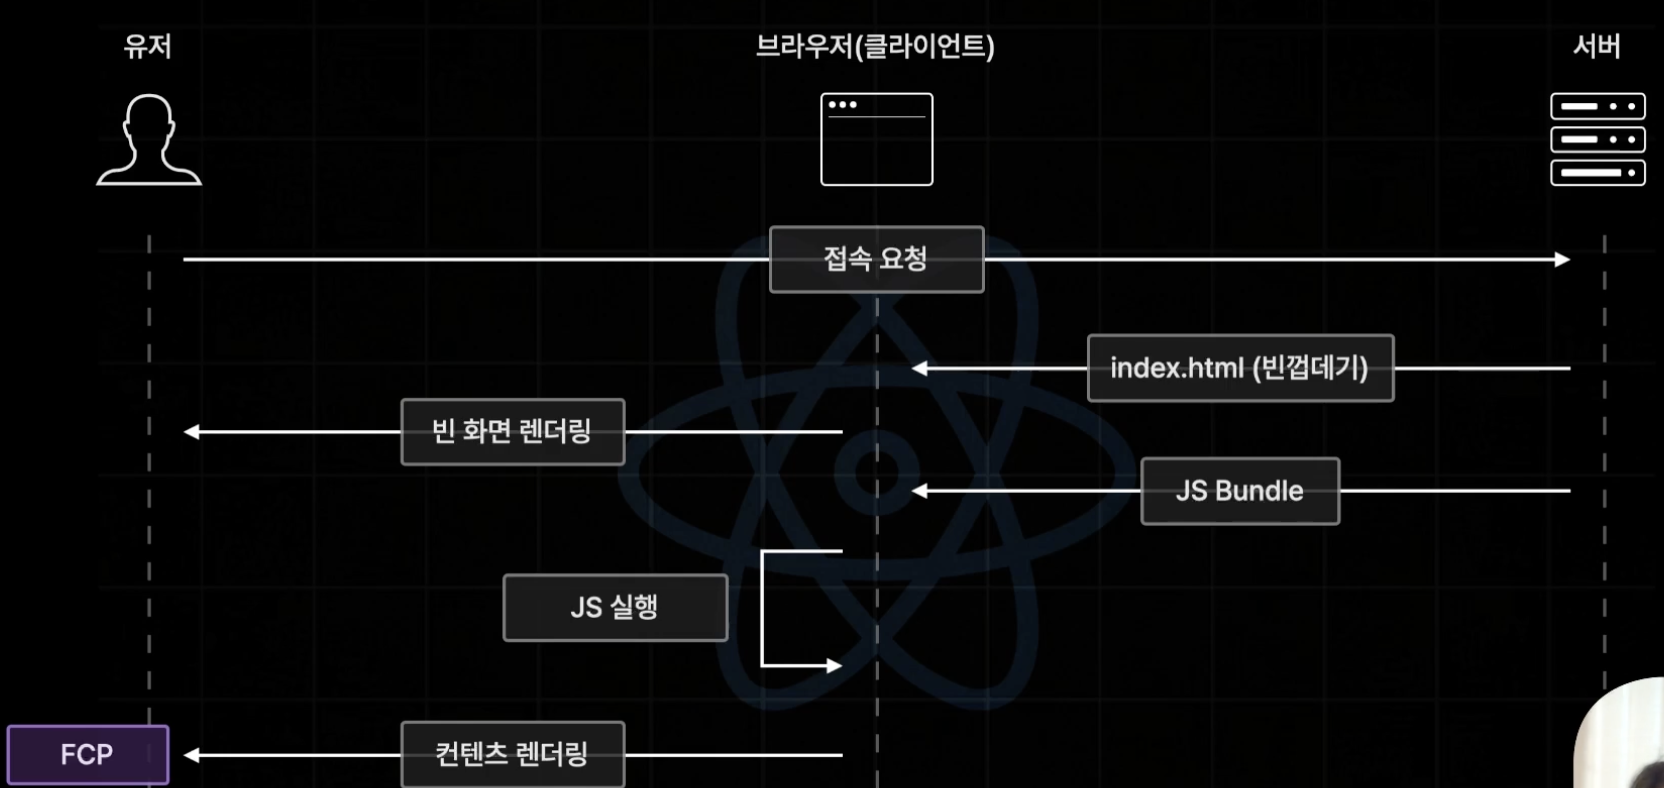 유저
브라우저(클라이언트)
서버
접속 요청
index.html (빈껍데기)
빈 화면 렌더링
JS Bundle
JS 실행
FCP
컨텐츠 렌더링